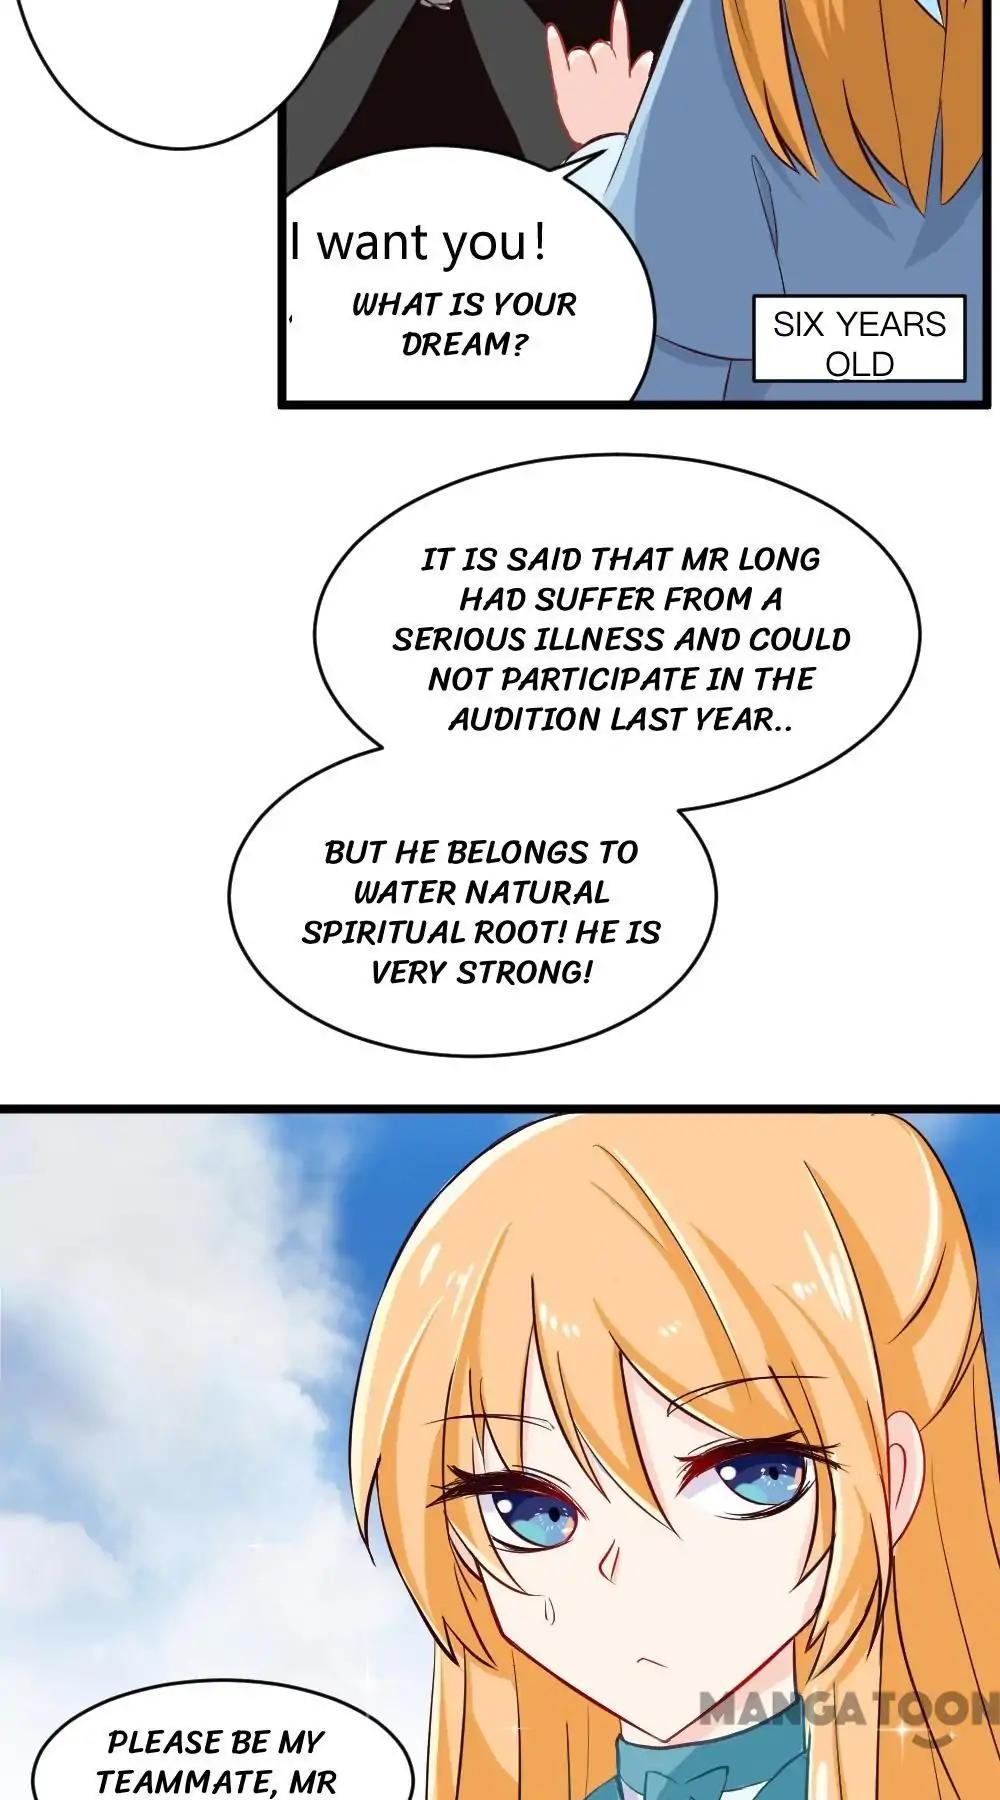 I want you!
WHAT IS YOUR
DREAM?
SIX YEARS
OLD
IT IS SAID THAT MR LONG
HAD SUFFER FROM A
SERIOUS ILLNESS AND COULD
NOT PARTICIPATE IN THE
AUDITION LAST YEAR..
BUT HE BELONGS TO
WATER NATURAL
SPIRITUAL ROOT! HE IS
VERY STRONG!
MANGATOON
PLEASE BE MY
TEAMMATE, MR